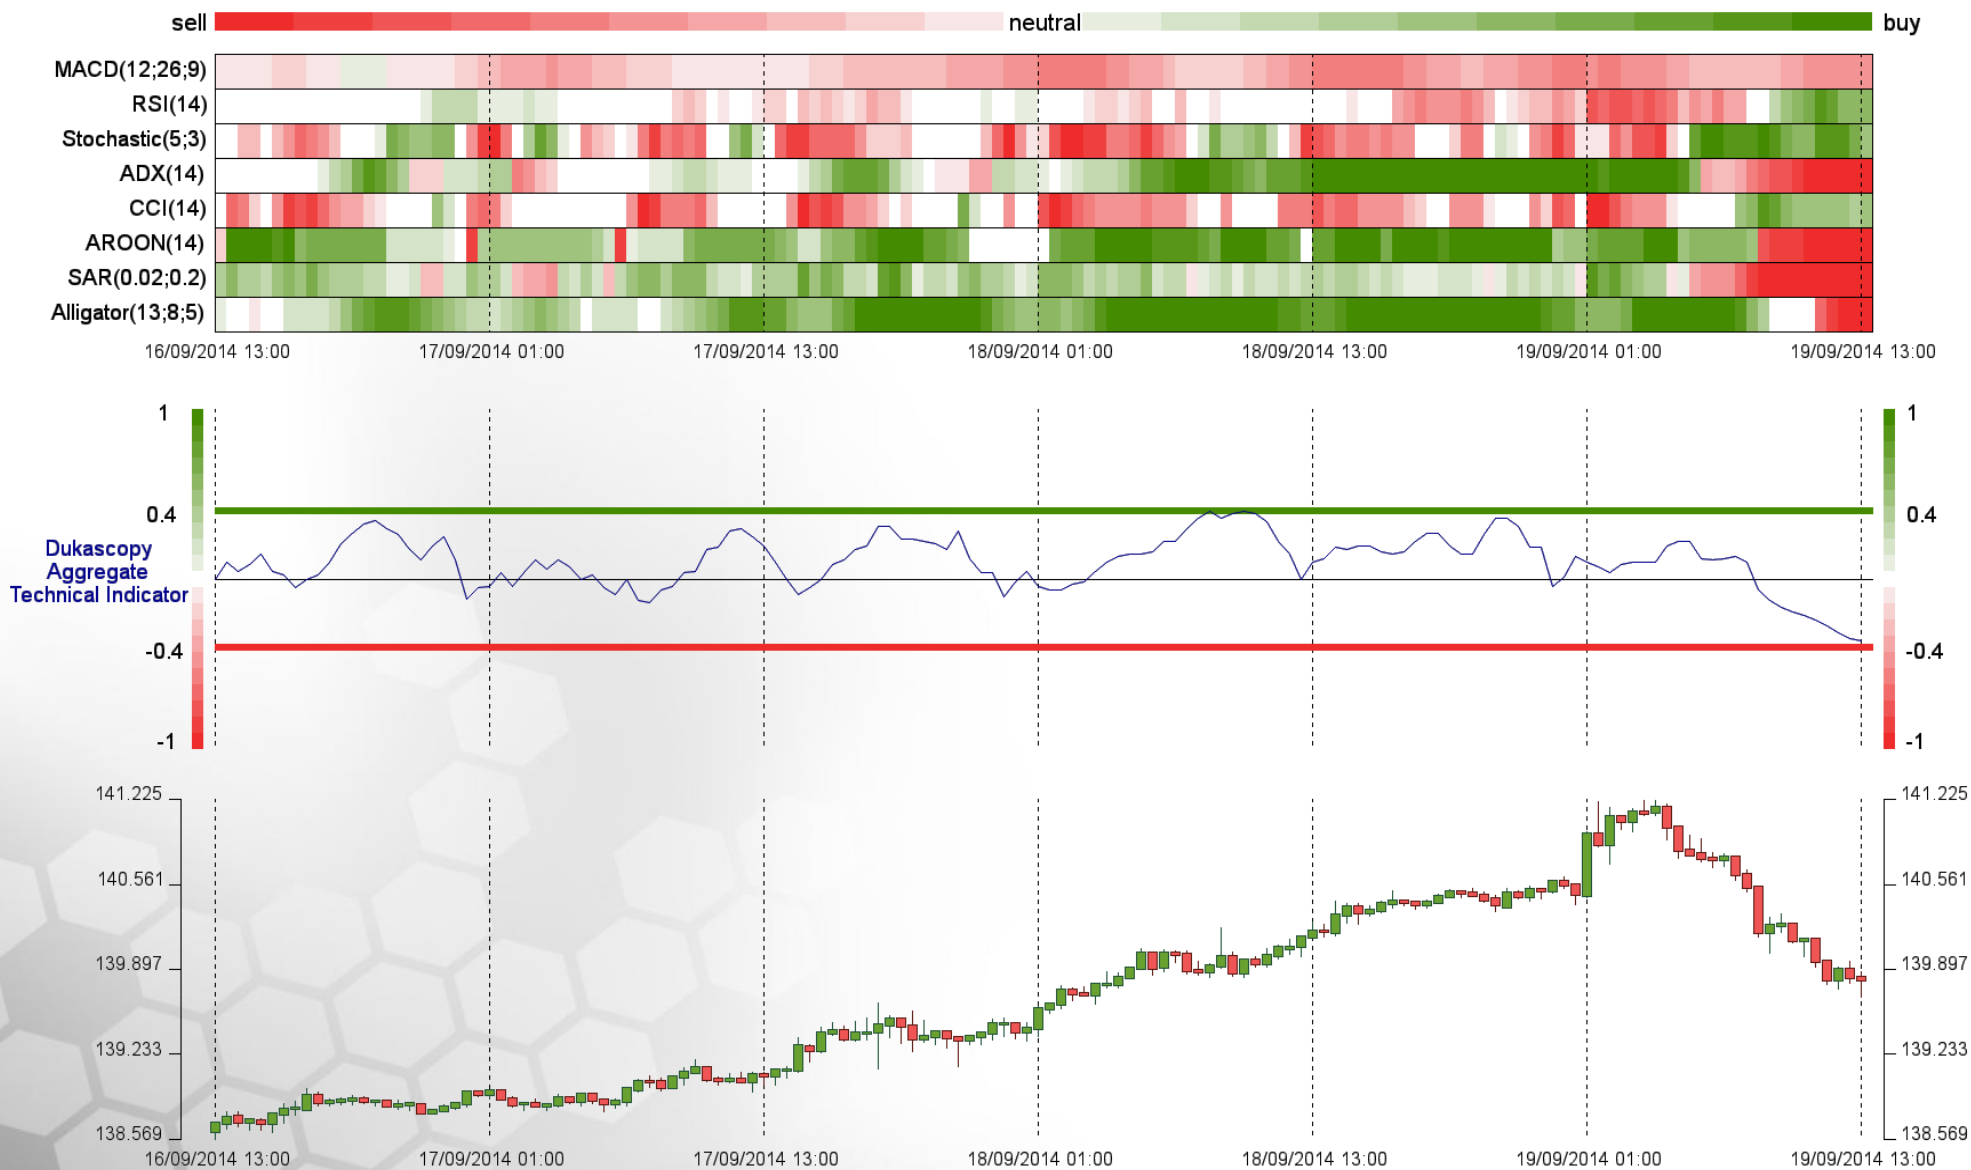 sell neutral buy
MACD(12;26;9)
RSI(14)
Stochastic(5;3)
ADX(14)
CCI(14)
AROON(14)
SAR(0.02;0.2)
Alligator(13;8;5)
16/09/2014 13:00 17/09/2014 01:00 17/09/2014 13:00 18/09/2014 01:00 18/09/2014 13:00 19/09/2014 01:00 19/09/2014 13:00
1 1
0.4 0.4
Dukascopy
Aggregate
Technical Indicator
-0.4 -0.4
-1 -1
141.225 141.225
140.561 140.561
139.897 139.897
139.233 139.233
138.569 138.569
16/09/2014 13:00 17/09/2014 01:00 17/09/2014 13:00 18/09/2014 01:00 18/09/2014 13:00 19/09/2014 01:00 19/09/2014 13:00